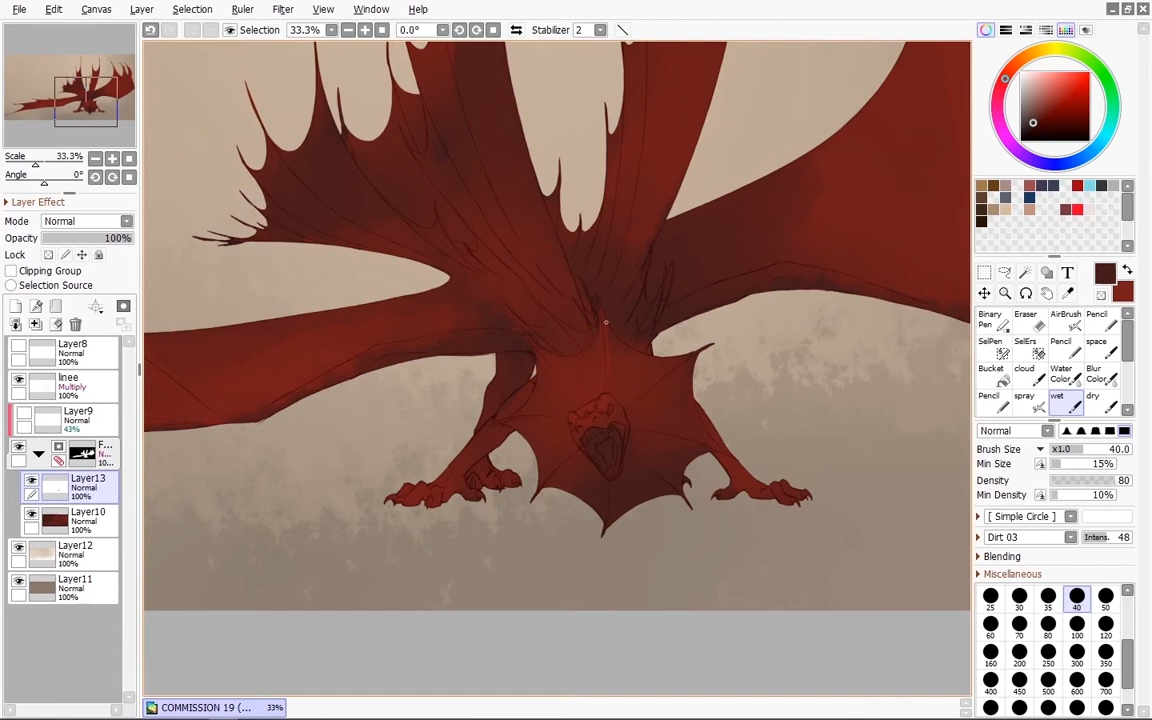 File Edit Canvas Layer Selection Ruler Filter View Window Help
Selection 33.3% 0.0° Stabilizer 2
Scale 33.3%
Angle 0°
Layer Effect
Mode Normal
Opacity 100%
Lock
Clipping Group
Selection Source
Layer8
Normal
100%
linee
Multiply
100%
Layer9
Normal
43%
F...
N...
10...
Layer13
Normal
100%
Layer10
Normal
100%
Layer12
Normal
100%
Layer11
Normal
100%
T
Binary Pen Eraser AirBrush Pencil
SelPen SelErs Pencil space
Bucket cloud Water Color Blur Color
Pencil spray wet dry
Normal
Brush Size x1.0 40.0
Min Size 15%
Density 80
Min Density 10%
[ Simple Circle ]
Dirt 03 Intens. 48
Blending
Miscellaneous
25 30 35 40 50
60 70 80 100 120
160 200 250 300 350
400 450 500 600 700
COMMISSION 19 (... 33%